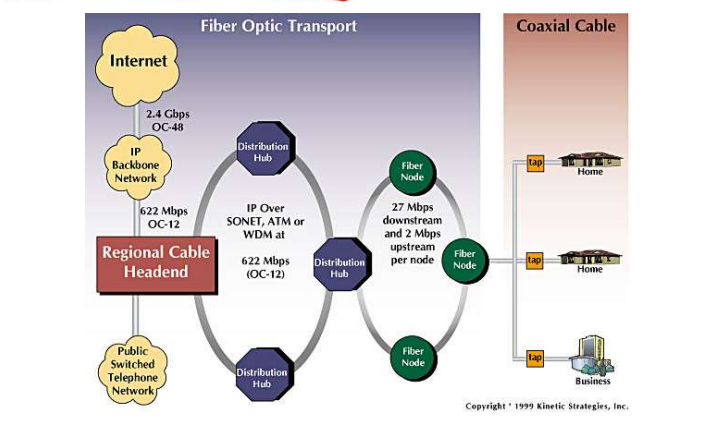 Fiber Optic Transport
Coaxial Cable
Internet
2.4 Gbps
OC-48
IP
Backbone
Network
622 Mbps
OC-12
Regional Cable
Headend
Public
Switched
Telephone
Network
Distribution
Hub
IP Over
SONET, ATM or
WDM at
622 Mbps
(OC-12)
Distribution
Hub
Distribution
Hub
Fiber
Node
27 Mbps
downstream
and 2 Mbps
upstream
per node
Fiber
Node
Fiber
Node
tap
Home
tap
Home
tap
Business
Copyright ' 1999 Kinetic Strategies, Inc.